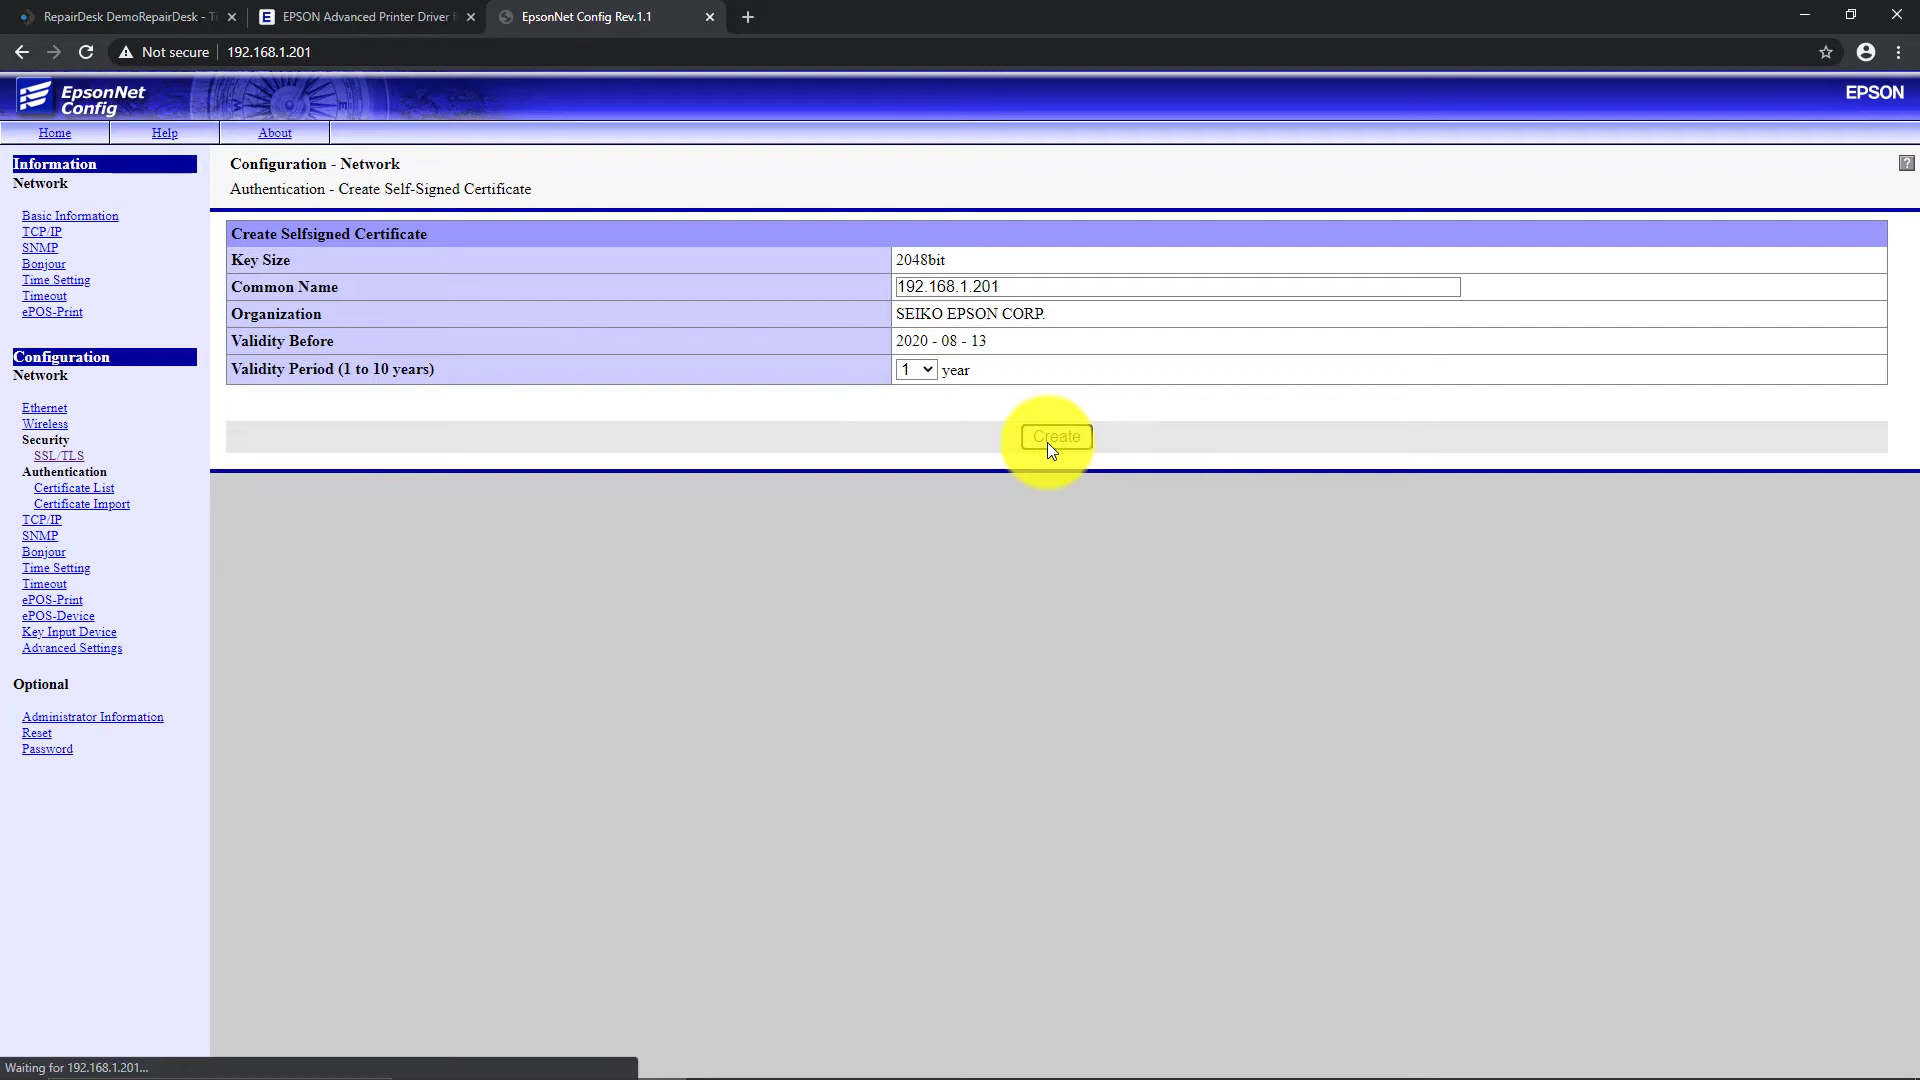 RepairDesk DemoRepairDesk - Ti
EPSON Advanced Printer Driver f
EpsonNet Config Rev.1.1
Not secure
192.168.1.201
EpsonNet
Config
EPSON
Home
Help
About
Information
Network
Basic Information
TCP/IP
SNMP
Bonjour
Time Setting
Timeout
ePOS-Print
Configuration
Network
Ethernet
Wireless
Security
SSL/TLS
Authentication
Certificate List
Certificate Import
TCP/IP
SNMP
Bonjour
Time Setting
Timeout
ePOS-Print
ePOS-Device
Key Input Device
Advanced Settings
Optional
Administrator Information
Reset
Password
Configuration - Network
?
Authentication - Create Self-Signed Certificate
Create Selfsigned Certificate
Key Size 2048bit
Common Name 192.168.1.201
Organization SEIKO EPSON CORP.
Validity Before 2020 - 08 - 13
Validity Period (1 to 10 years) 1 year
Create
Waiting for 192.168.1.201...